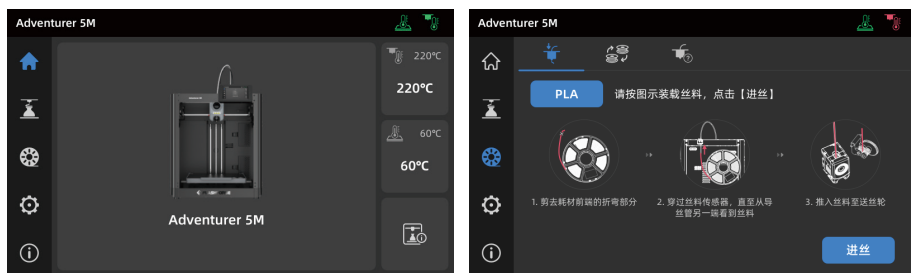 Adventurer 5M
220℃
220℃
60℃
60℃
Adventurer 5M
Adventurer 5M
PLA
请按图示装载丝料，点击【进丝】
1. 剪去耗材前端的折弯部分
2. 穿过丝料传感器，直至从导
丝管另一端看到丝料
3. 推入丝料至送丝轮
进丝